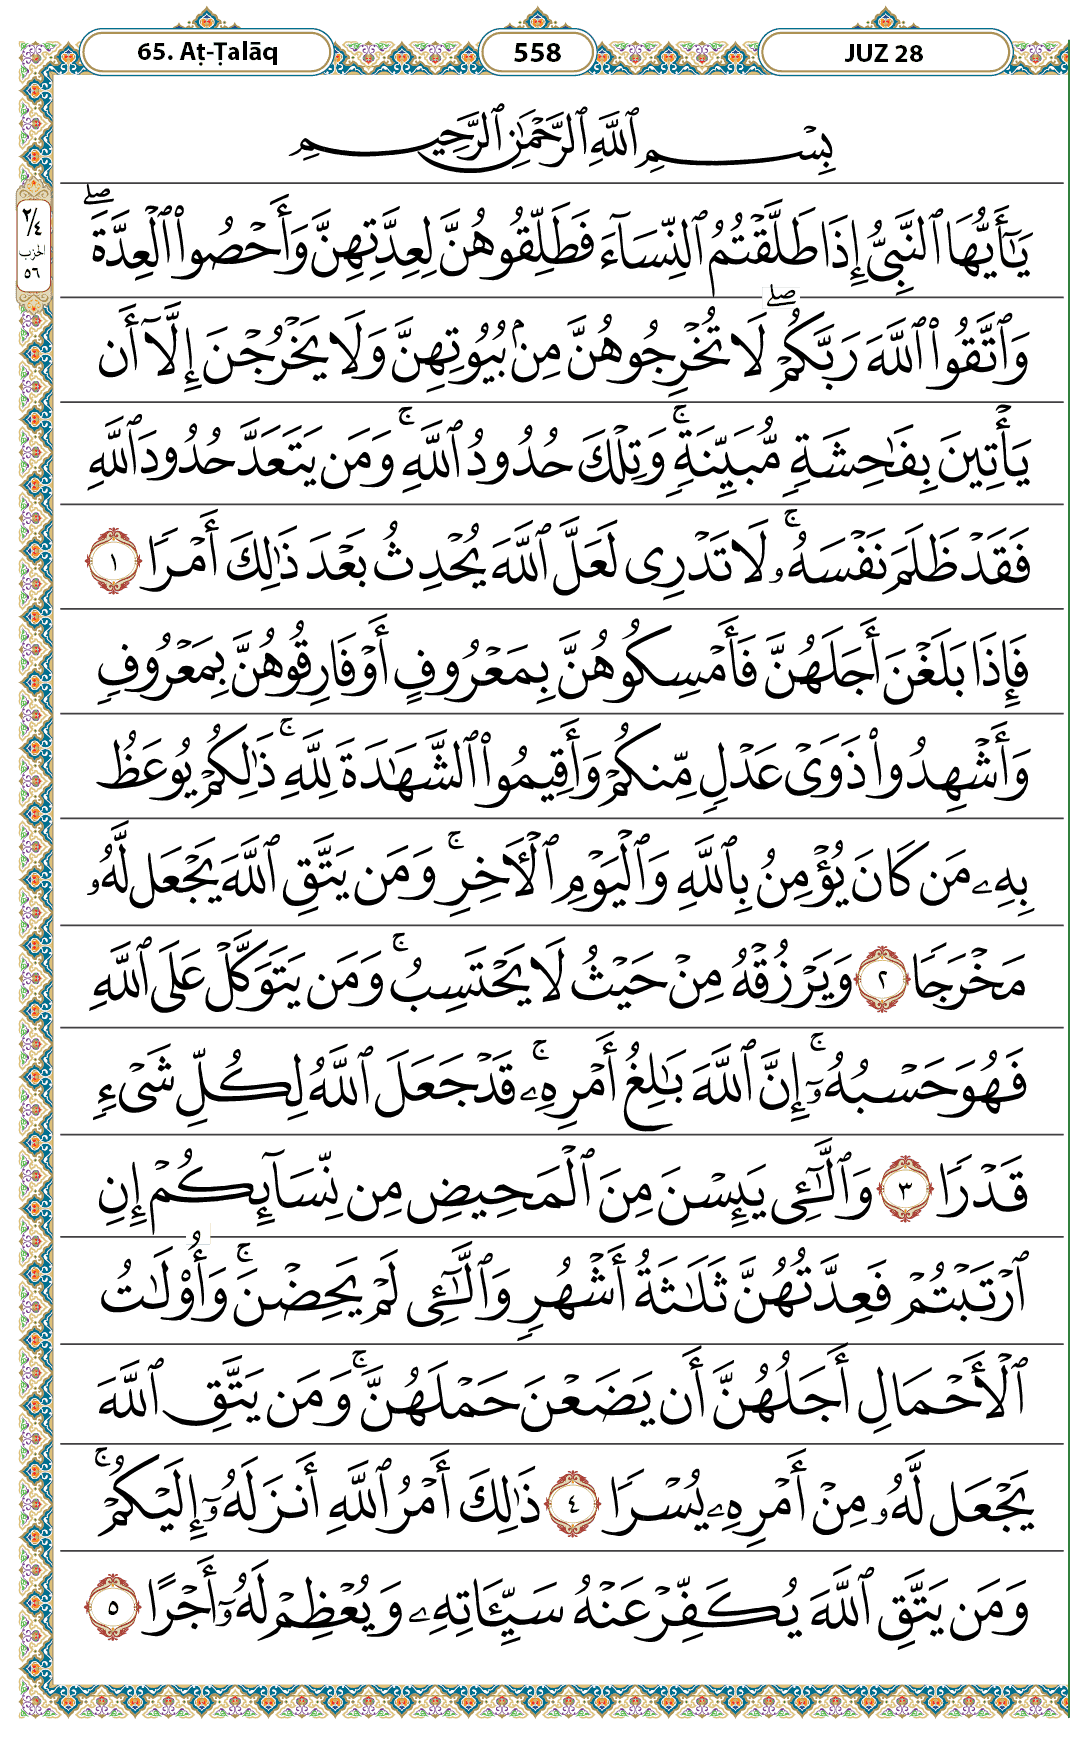 65. Aṭ-Ṭalāq
558
JUZ 28
بِسْمِ ٱللَّهِ ٱلرَّحْمَٰنِ ٱلرَّحِيمِ
٢/٤
الحزب
٥٦
يَٰٓأَيُّهَا ٱلنَّبِىُّ إِذَا طَلَّقْتُمُ ٱلنِّسَآءَ فَطَلِّقُوهُنَّ لِعِدَّتِهِنَّ وَأَحْصُوا۟ ٱلْعِدَّةَ ۖ
وَٱتَّقُوا۟ ٱللَّهَ رَبَّكُمْ ۖ لَا تُخْرِجُوهُنَّ مِنۢ بُيُوتِهِنَّ وَلَا يَخْرُجْنَ إِلَّآ أَن
يَأْتِينَ بِفَٰحِشَةٍ مُّبَيِّنَةٍ ۚ وَتِلْكَ حُدُودُ ٱللَّهِ ۚ وَمَن يَتَعَدَّ حُدُودَ ٱللَّهِ
فَقَدْ ظَلَمَ نَفْسَهُۥ ۚ لَا تَدْرِى لَعَلَّ ٱللَّهَ يُحْدِثُ بَعْدَ ذَٰلِكَ أَمْرًا ١
فَإِذَا بَلَغْنَ أَجَلَهُنَّ فَأَمْسِكُوهُنَّ بِمَعْرُوفٍ أَوْ فَارِقُوهُنَّ بِمَعْرُوفٍ
وَأَشْهِدُوا۟ ذَوَىْ عَدْلٍ مِّنكُمْ وَأَقِيمُوا۟ ٱلشَّهَٰدَةَ لِلَّهِ ۚ ذَٰلِكُمْ يُوعَظُ
بِهِۦ مَن كَانَ يُؤْمِنُ بِٱللَّهِ وَٱلْيَوْمِ ٱلْءَاخِرِ ۚ وَمَن يَتَّقِ ٱللَّهَ يَجْعَل لَّهُۥ
مَخْرَجًا ٢ وَيَرْزُقْهُ مِنْ حَيْثُ لَا يَحْتَسِبُ ۚ وَمَن يَتَوَكَّلْ عَلَى ٱللَّهِ
فَهُوَ حَسْبُهُۥٓ ۚ إِنَّ ٱللَّهَ بَٰلِغُ أَمْرِهِۦ ۚ قَدْ جَعَلَ ٱللَّهُ لِكُلِّ شَىْءٍ
قَدْرًا ٣ وَٱلَّٰٓـِٔى يَئِسْنَ مِنَ ٱلْمَحِيضِ مِن نِّسَآئِكُمْ إِنِ
ٱرْتَبْتُمْ فَعِدَّتُهُنَّ ثَلَٰثَةُ أَشْهُرٍ وَٱلَّٰٓـِٔى لَمْ يَحِضْنَ ۚ وَأُو۟لَٰتُ
ٱلْأَحْمَالِ أَجَلُهُنَّ أَن يَضَعْنَ حَمْلَهُنَّ ۚ وَمَن يَتَّقِ ٱللَّهَ
يَجْعَل لَّهُۥ مِنْ أَمْرِهِۦ يُسْرًا ٤ ذَٰلِكَ أَمْرُ ٱللَّهِ أَنزَلَهُۥٓ إِلَيْكُمْ ۚ
وَمَن يَتَّقِ ٱللَّهَ يُكَفِّرْ عَنْهُ سَيِّـَٔاتِهِۦ وَيُعْظِمْ لَهُۥٓ أَجْرًا ٥